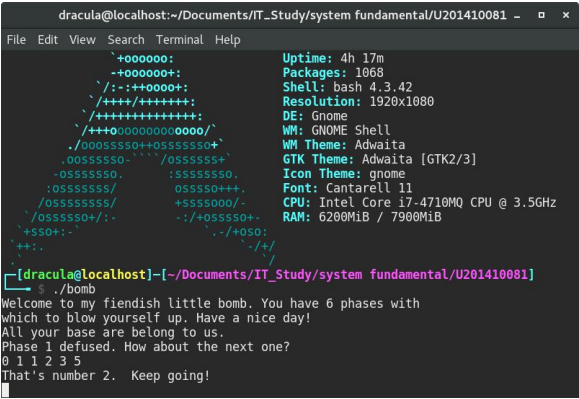 dracula@localhost:~/Documents/IT_Study/system fundamental/U201410081
File Edit View Search Terminal Help
Uptime: 4h 17m
Packages: 1068
Shell: bash 4.3.42
Resolution: 1920x1080
DE: Gnome
WM: GNOME Shell
WM Theme: Adwaita
GTK Theme: Adwaita [GTK2/3]
Icon Theme: gnome
Font: Cantarell 11
CPU: Intel Core i7-4710MQ CPU @ 3.5GHz
RAM: 6200MiB / 7900MiB
[dracula@localhost]-[~/Documents/IT_Study/system fundamental/U201410081]
$ ./bomb
Welcome to my fiendish little bomb. You have 6 phases with
which to blow yourself up. Have a nice day!
All your base are belong to us.
Phase 1 defused. How about the next one?
0 1 1 2 3 5
That's number 2.  Keep going!